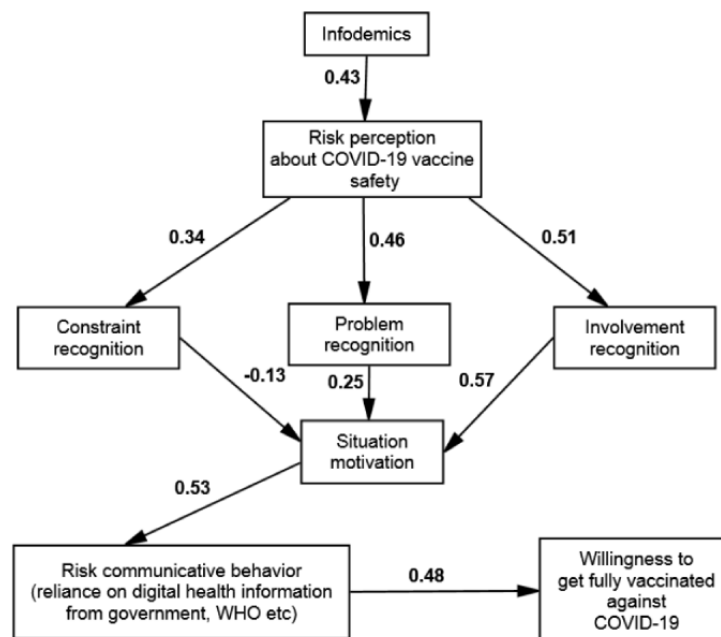 Infodemics
0.43
Risk perception
about COVID-19 vaccine
safety
0.34
0.46
0.51
Constraint
recognition
Problem
recognition
Involvement
recognition
-0.13
0.25
0.57
Situation
motivation
0.53
Risk communicative behavior
(reliance on digital health information
from government, WHO etc)
0.48
Willingness to
get fully vaccinated
against
COVID-19